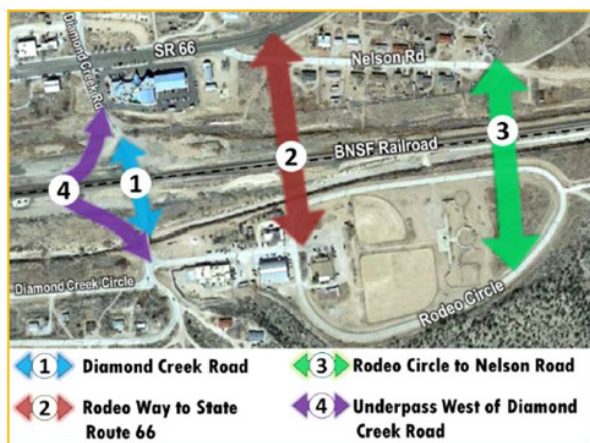 Diamond Creek Rd
SR 66
Nelson Rd
BNSF Railroad
1
2
3
4
Diamond Creek Circle
Rodeo Circle
1 Diamond Creek Road
3 Rodeo Circle to Nelson Road
2 Rodeo Way to State
Route 66
4 Underpass West of Diamond
Creek Road